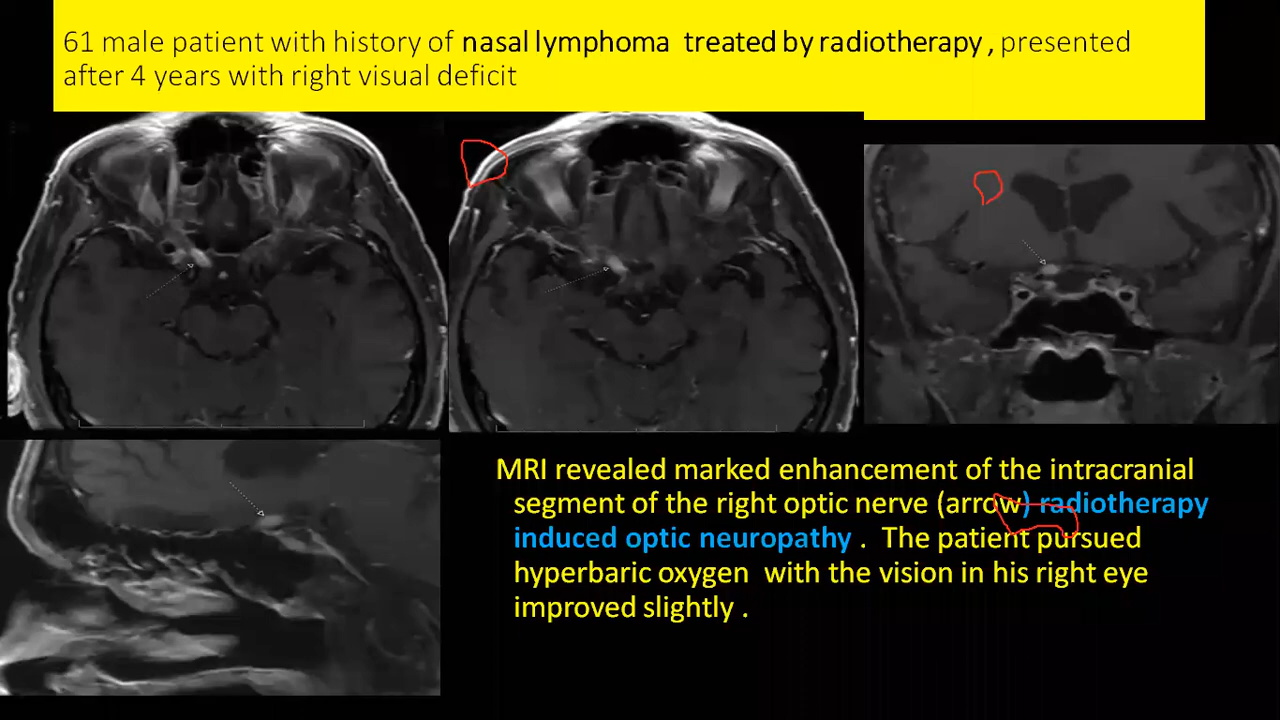 61 male patient with history of nasal lymphoma treated by radiotherapy , presented
after 4 years with right visual deficit
MRI revealed marked enhancement of the intracranial
segment of the right optic nerve (arrow) radiotherapy
induced optic neuropathy . The patient pursued
hyperbaric oxygen with the vision in his right eye
improved slightly .